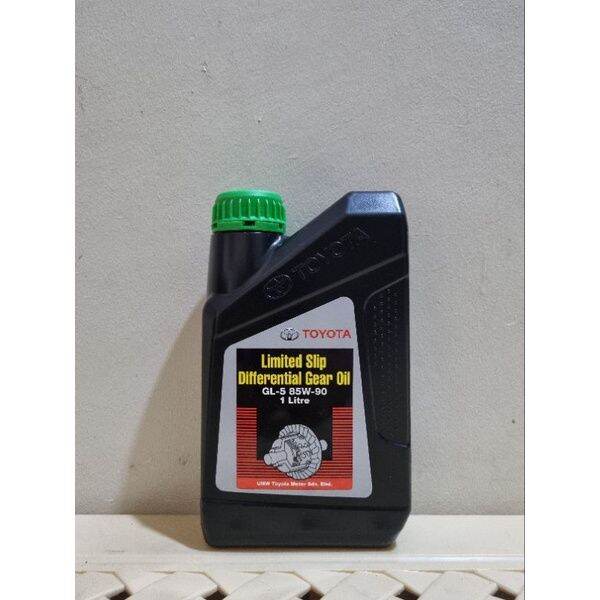 TOYOTA
TOYOTA
Limited Slip
Differential Gear Oil
GL-5 85W-90
1 Litre
UMW Toyota Motor Sdn. Bhd.